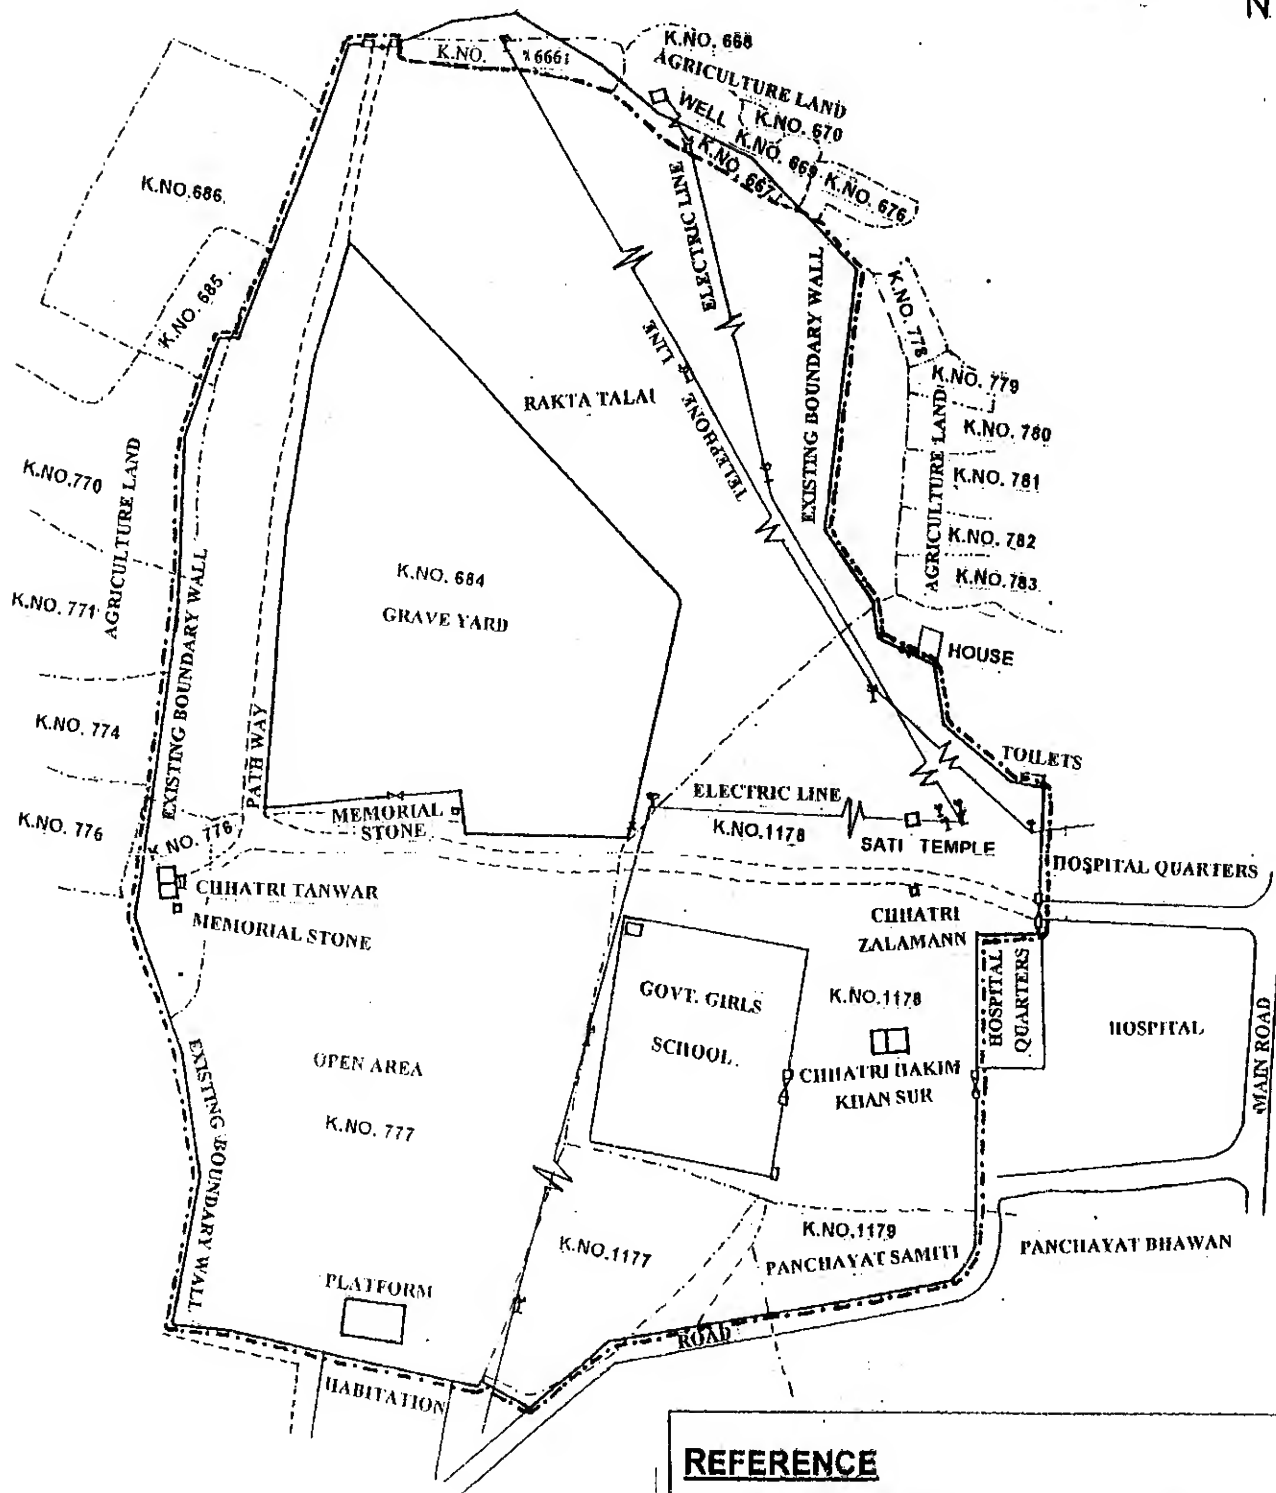 N
K.NO. 668
K.NO. 666
AGRICULTURE LAND
WELL
K.NO. 670
K.NO. 669
K.NO. 667
K.NO. 676
K.NO.686
ELECTRIC LINE
EXISTING BOUNDARY WALL
K.NO. 685
K.NO. 778
TELEPHONE LINE
RAKTA TALAI
K.NO. 779
K.NO. 780
AGRICULTURE LAND
K.NO.770
AGRICULTURE LAND
K.NO. 781
K.NO. 782
K.NO. 684
K.NO.783
K.NO. 771
GRAVE YARD
EXISTING BOUNDARY WALL
HOUSE
K.NO. 774
PATH WAY
TOILETS
ELECTRIC LINE
K.NO. 776
K.NO. 776
MEMORIAL
STONE
K.NO.1178
SATI TEMPLE
HOSPITAL QUARTERS
CHHATRI TANWAR
CHHATRI
ZALAMANN
MEMORIAL STONE
GOVT. GIRLS
SCHOOL.
K.NO.1178
HOSPITAL
QUARTERS
HOSPITAL
MAIN ROAD
OPEN AREA
CHHATRI HAKIM
KHAN SUR
EXISTING BOUNDARY WALL
K.NO. 777
K.NO.1177
K.NO.1179
PANCHAYAT SAMITI
PANCHAYAT BHAWAN
PLATFORM
ROAD
HABITATION
REFERENCE